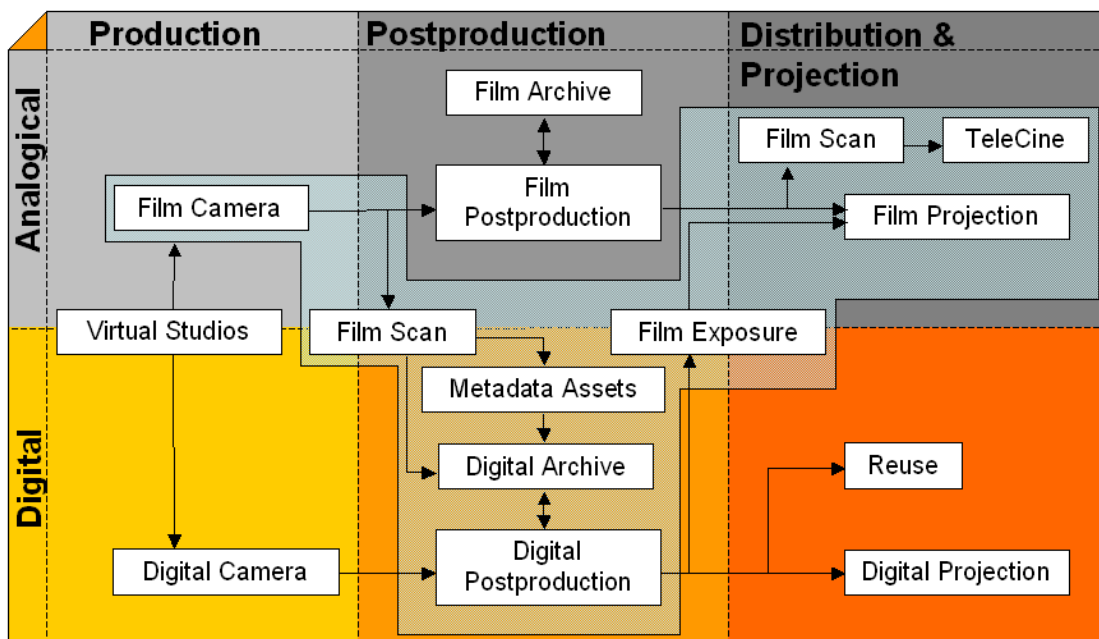 Production
Postproduction
Distribution &
Projection
Analogical
Film Archive
Film Scan
TeleCine
Film Camera
Film
Postproduction
Film Projection
Virtual Studios
Film Scan
Film Exposure
Digital
Metadata Assets
Digital Archive
Reuse
Digital Camera
Digital
Postproduction
Digital Projection